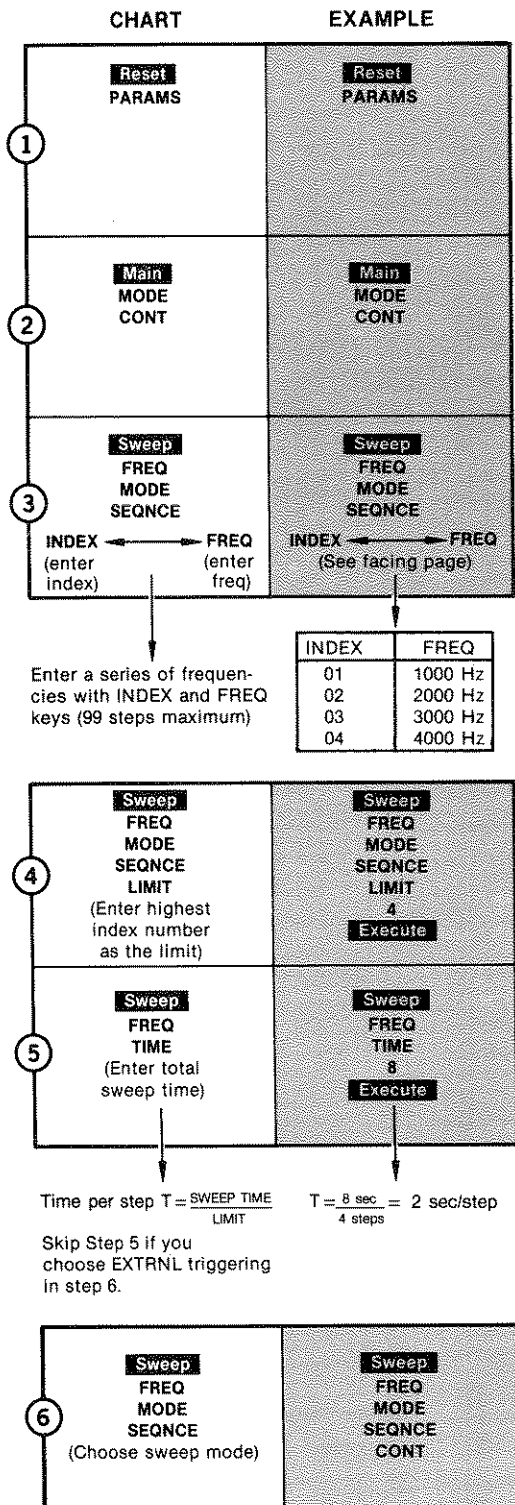 CHART EXAMPLE
1
Reset
PARAMS
Reset
PARAMS
2
Main
MODE
CONT
Main
MODE
CONT
3
Sweep
FREQ
MODE
SEQNCE
INDEX FREQ
(enter (enter
index) freq)
Sweep
FREQ
MODE
SEQNCE
INDEX FREQ
(See facing page)
Enter a series of frequen-
cies with INDEX and FREQ
keys (99 steps maximum)
INDEX FREQ
01 1000 Hz
02 2000 Hz
03 3000 Hz
04 4000 Hz
4
Sweep
FREQ
MODE
SEQNCE
LIMIT
(Enter highest
index number
as the limit)
Sweep
FREQ
MODE
SEQNCE
LIMIT
4
Execute
5
Sweep
FREQ
TIME
(Enter total
sweep time)
Sweep
FREQ
TIME
8
Execute
Time per step T = SWEEP TIME
LIMIT
Skip Step 5 if you
choose EXTRNL triggering
in step 6.
T = 8 sec = 2 sec/step
4 steps
6
Sweep
FREQ
MODE
SEQNCE
(Choose sweep mode)
Sweep
FREQ
MODE
SEQNCE
CONT